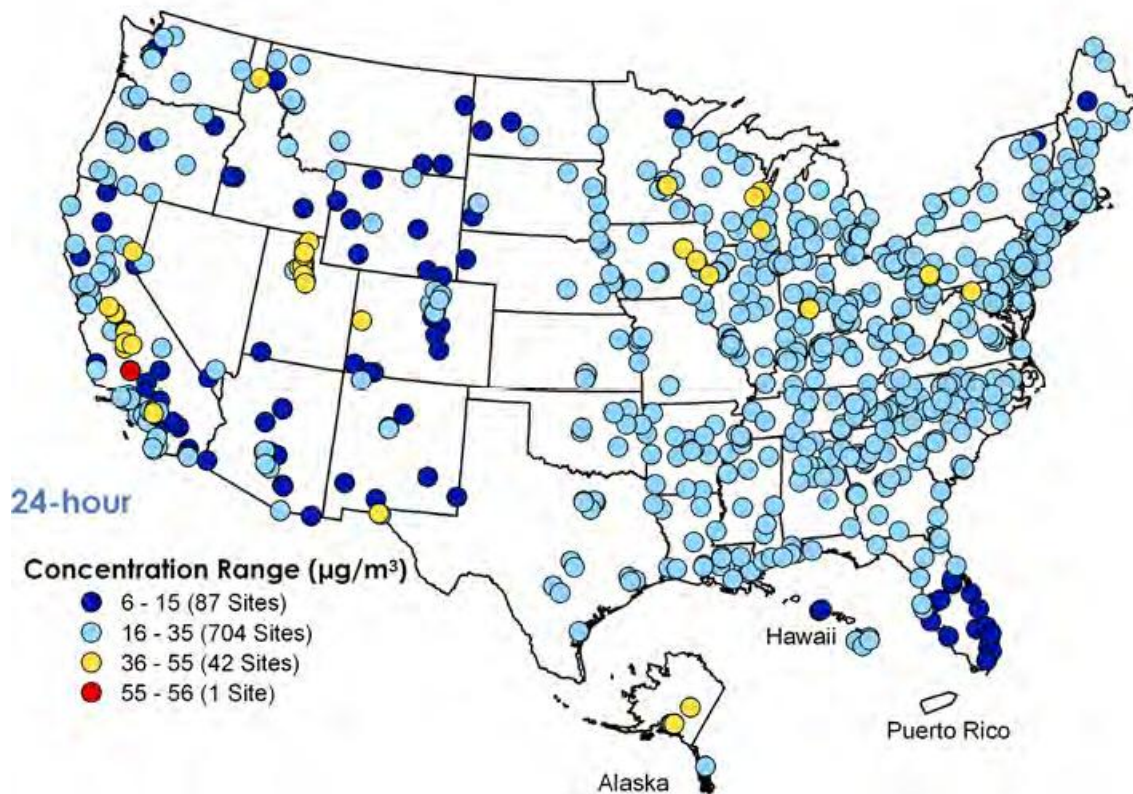 24-hour
Concentration Range (µg/m³)
6 - 15 (87 Sites)
16 - 35 (704 Sites)
36 - 55 (42 Sites)
55 - 56 (1 Site)
Hawaii
Puerto Rico
Alaska